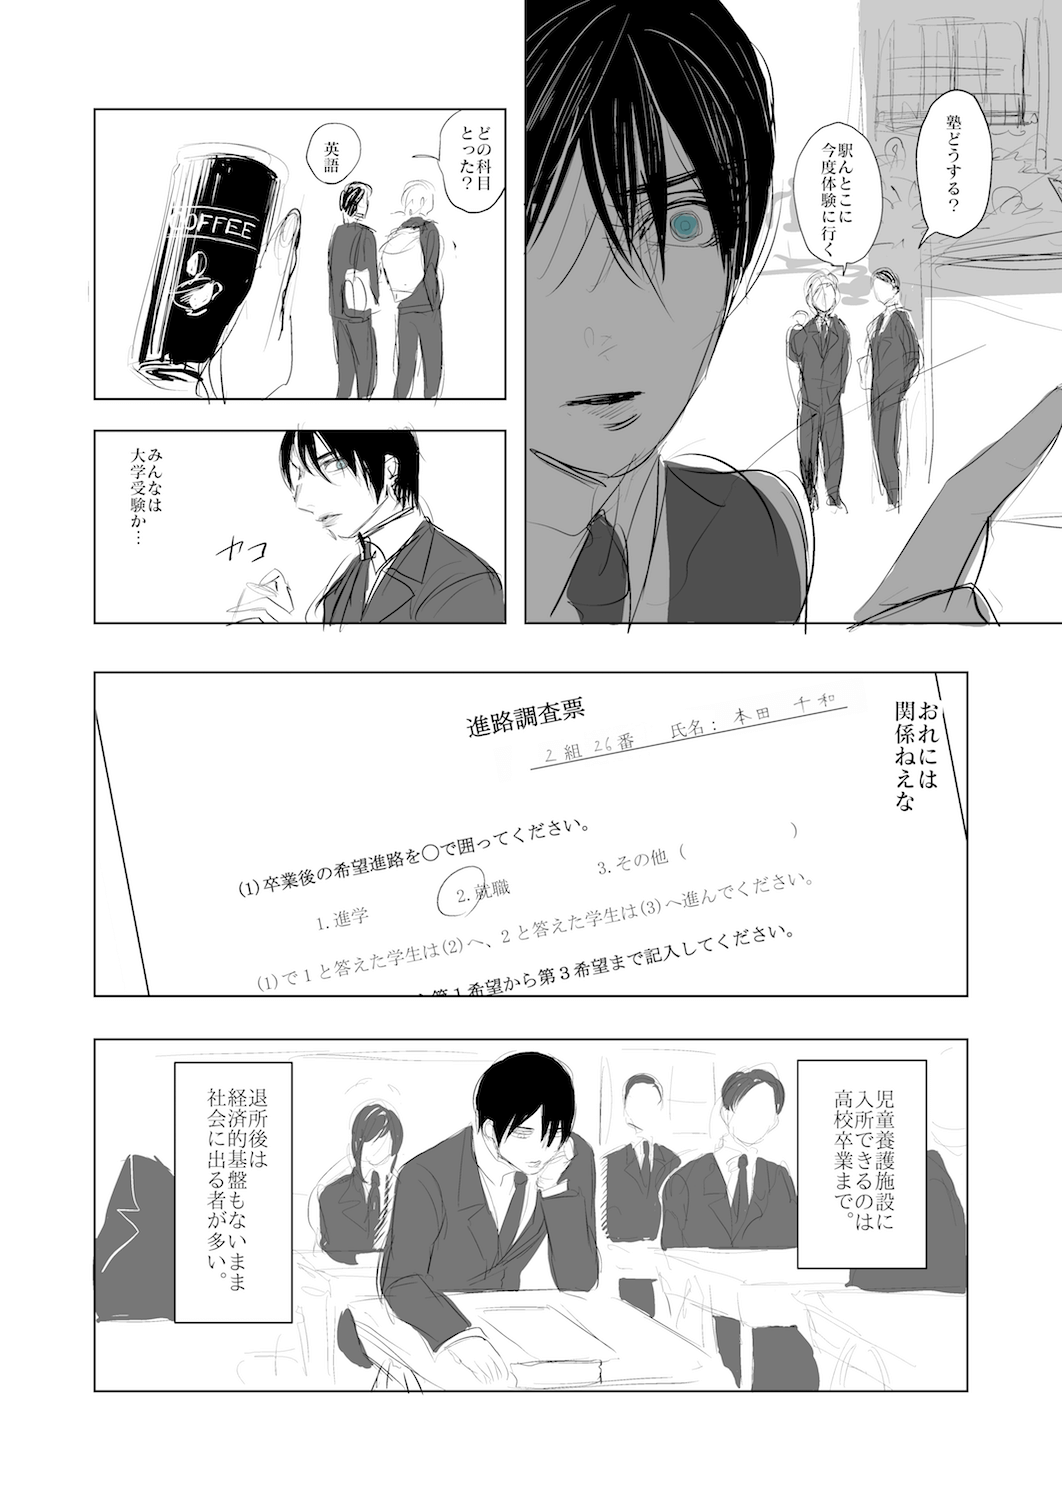 塾どうする?
駅んとこに
今度体験に行く
どの科目
とった?
英語
COFFEE
みんなは
大学受験か…
カコ
おれには
関係ねえな
進路調査票
2組 26番 氏名: 本田 千和
(1)卒業後の希望進路を○で囲ってください。
1.進学 2.就職 3.その他( )
(1)で1と答えた学生は(2)へ、2と答えた学生は(3)へ進んでください。
第1希望から第3希望まで記入してください。
児童養護施設に
入所できるのは
高校卒業まで。
退所後は
経済的基盤もないまま
社会に出る者が多い。